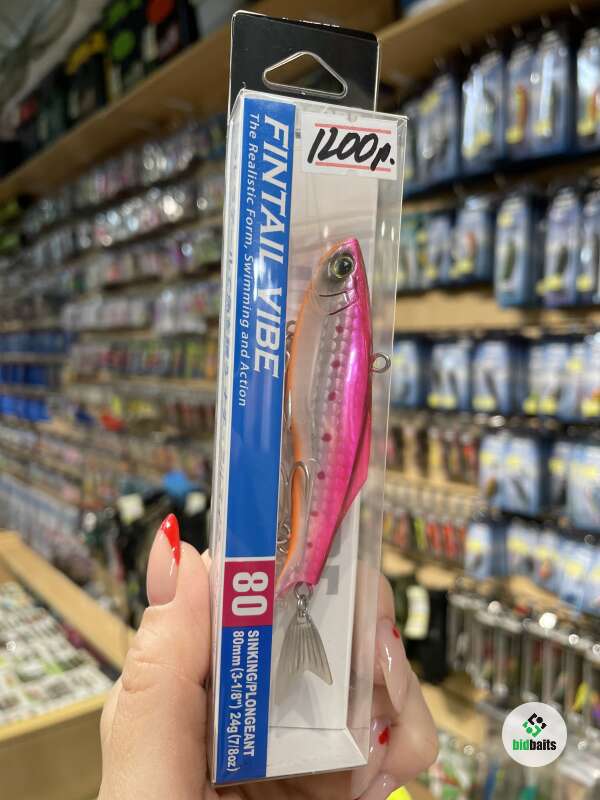 1200р.
FINTAIL VIBE
The Realistic Form, Swimming and Action
80
SINKING/PLONGEANT
80mm (3-1/8") 24g (7/8oz)
bidbaits